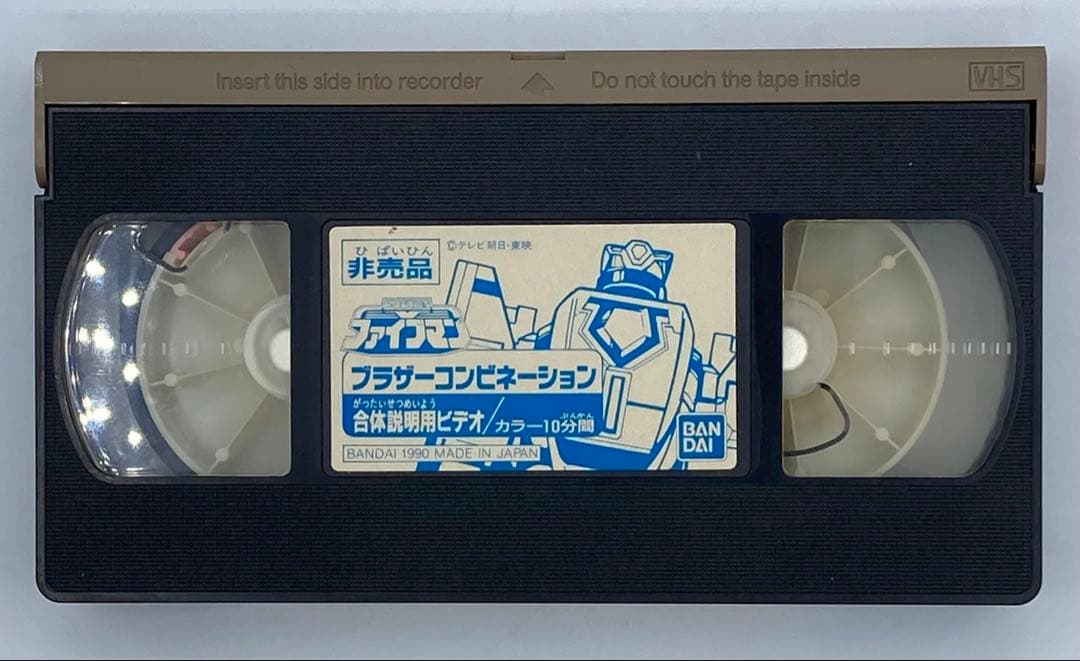 Insert this side into recorder
Do not touch the tape inside
VHS
ひばいひん
非売品
©テレビ朝日・東映
ファイブマン
ブラザーコンビネーション
がったいせつめいよう
合体説明用ビデオ/カラー10分間
ぷんかん
BANDAI 1990 MADE IN JAPAN
BAN
DAI